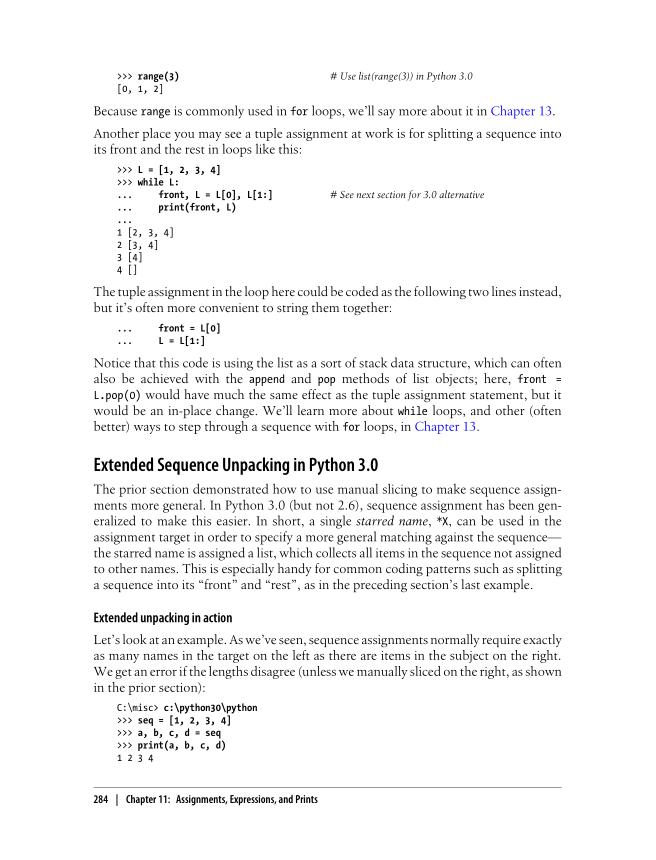 >>> range(3) # Use list(range(3)) in Python 3.0
[0, 1, 2]
Because range is commonly used in for loops, we’ll say more about it in Chapter 13.
Another place you may see a tuple assignment at work is for splitting a sequence into
its front and the rest in loops like this:
>>> L = [1, 2, 3, 4]
>>> while L:
... front, L = L[0], L[1:] # See next section for 3.0 alternative
... print(front, L)
...
1 [2, 3, 4]
2 [3, 4]
3 [4]
4 []
The tuple assignment in the loop here could be coded as the following two lines instead,
but it’s often more convenient to string them together:
... front = L[0]
... L = L[1:]
Notice that this code is using the list as a sort of stack data structure, which can often
also be achieved with the append and pop methods of list objects; here, front =
L.pop(0) would have much the same effect as the tuple assignment statement, but it
would be an in-place change. We’ll learn more about while loops, and other (often
better) ways to step through a sequence with for loops, in Chapter 13.
Extended Sequence Unpacking in Python 3.0
The prior section demonstrated how to use manual slicing to make sequence assign-
ments more general. In Python 3.0 (but not 2.6), sequence assignment has been gen-
eralized to make this easier. In short, a single starred name, *X, can be used in the
assignment target in order to specify a more general matching against the sequence—
the starred name is assigned a list, which collects all items in the sequence not assigned
to other names. This is especially handy for common coding patterns such as splitting
a sequence into its “front” and “rest”, as in the preceding section’s last example.
Extended unpacking in action
Let’s look at an example. As we’ve seen, sequence assignments normally require exactly
as many names in the target on the left as there are items in the subject on the right.
We get an error if the lengths disagree (unless we manually sliced on the right, as shown
in the prior section):
C:\misc> c:\python30\python
>>> seq = [1, 2, 3, 4]
>>> a, b, c, d = seq
>>> print(a, b, c, d)
1 2 3 4
284 | Chapter 11: Assignments, Expressions, and Prints